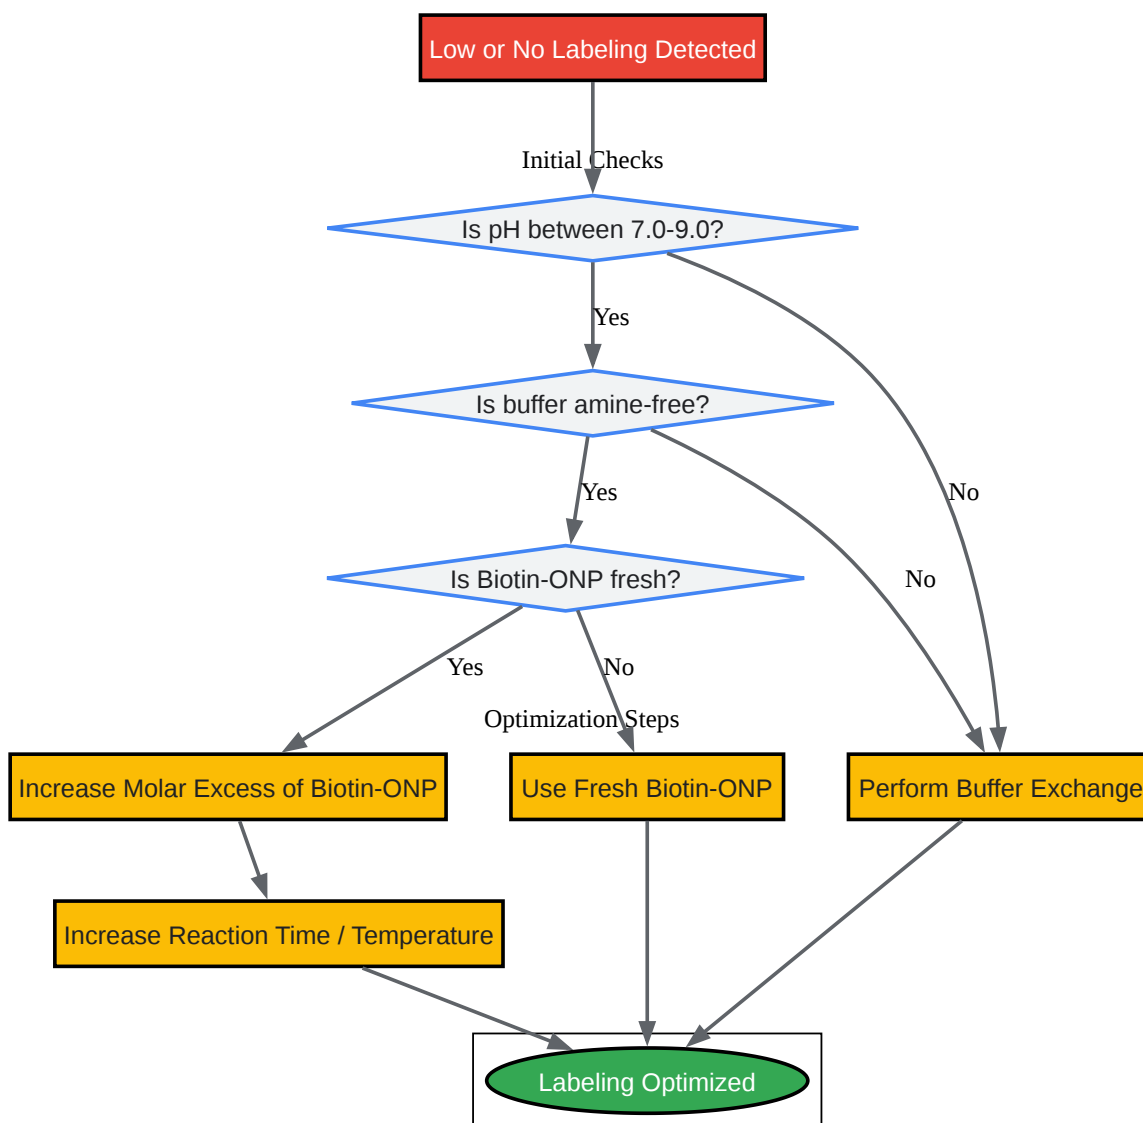 Low or No Labeling Detected
Initial Checks
Is pH between 7.0-9.0?
Yes
Is buffer amine-free?
Yes
No
Is Biotin-ONP fresh?
No
Yes
No
Optimization Steps
Increase Molar Excess of Biotin-ONP
Use Fresh Biotin-ONP
Perform Buffer Exchange
Increase Reaction Time / Temperature
Labeling Optimized